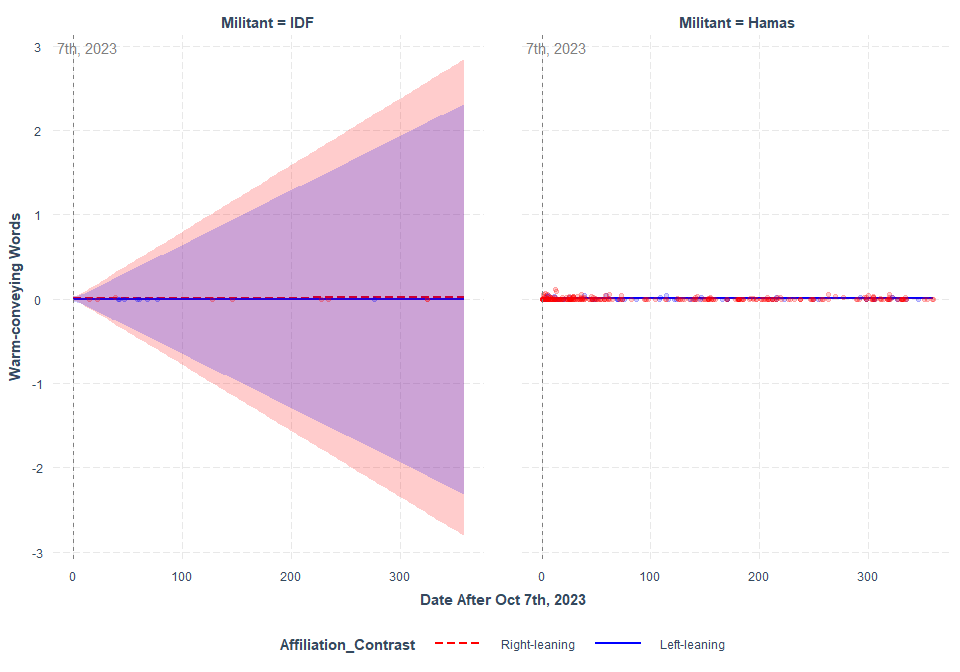 Militant = IDF
Militant = Hamas
7th, 2023
7th, 2023
Warm-conveying Words
3
2
1
0
-1
-2
-3
0
100
200
300
0
100
200
300
Date After Oct 7th, 2023
Affiliation_Contrast
Right-leaning
Left-leaning